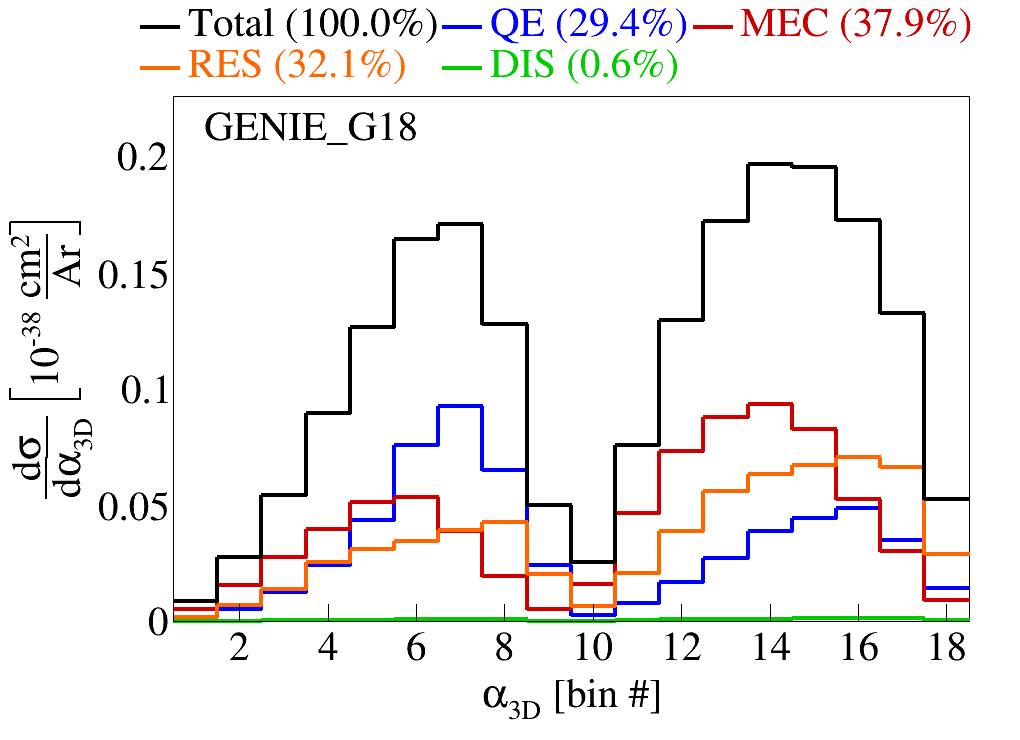 Total (100.0%) QE (29.4%) MEC (37.9%)
RES (32.1%) DIS (0.6%)
GENIE_G18
0.2
0.15
0.1
0.05
0
dσ/dα3D [10-38 cm2/Ar]
2 4 6 8 10 12 14 16 18
α3D [bin #]